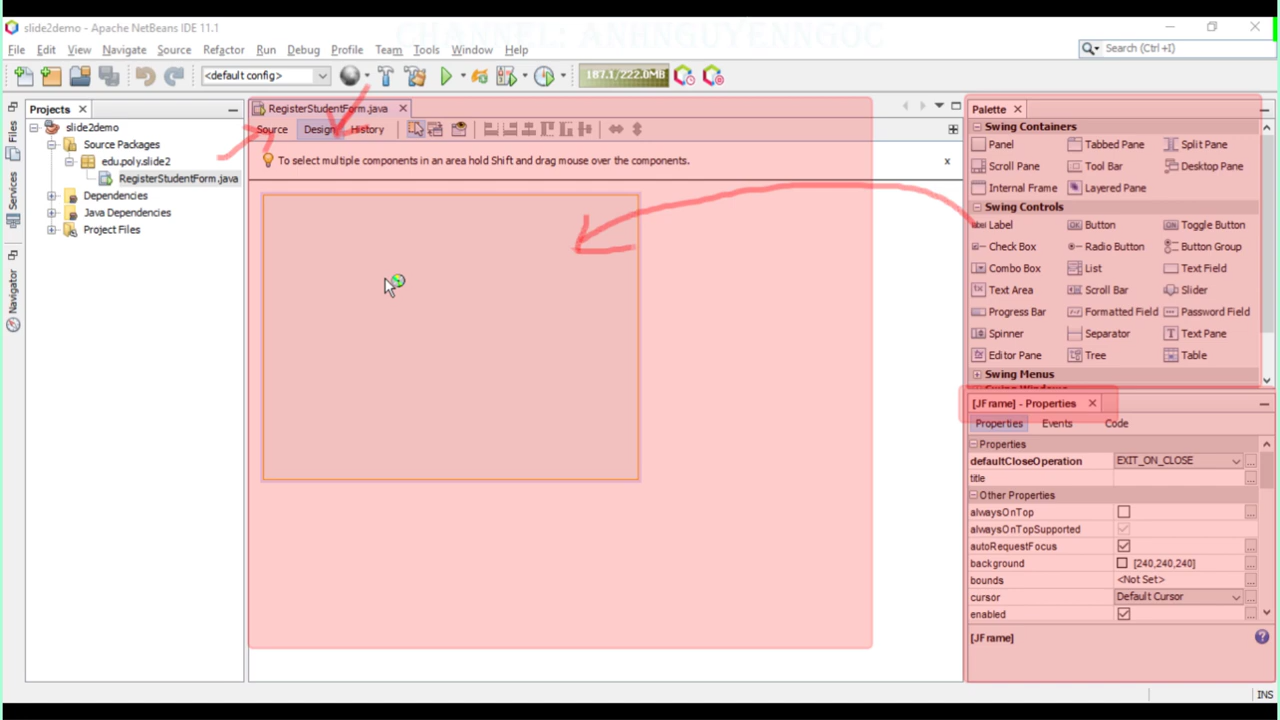 slide2demo - Apache NetBeans IDE 11.1
CHANNEL: ANHNGUYENNGOC
File Edit View Navigate Source Refactor Run Debug Profile Team Tools Window Help
Search (Ctrl+I)
<default config>
187.1/222.0MB
Projects
slide2demo
Source Packages
edu.poly.slide2
RegisterStudentForm.java
Dependencies
Java Dependencies
Project Files
Files
Services
Navigator
RegisterStudentForm.java
Source Design History
To select multiple components in an area hold Shift and drag mouse over the components.
x
Palette
Swing Containers
Panel Tabbed Pane Split Pane
Scroll Pane Tool Bar Desktop Pane
Internal Frame Layered Pane
Swing Controls
Label Button Toggle Button
Check Box Radio Button Button Group
Combo Box List Text Field
Text Area Scroll Bar Slider
Progress Bar Formatted Field Password Field
Spinner Separator Text Pane
Editor Pane Tree Table
Swing Menus
Swing Windows
[JFrame] - Properties
Properties Events Code
Properties
defaultCloseOperation EXIT_ON_CLOSE
title
Other Properties
alwaysOnTop
alwaysOnTopSupported
autoRequestFocus
background [240,240,240]
bounds <Not Set>
cursor Default Cursor
enabled
[JFrame]
INS